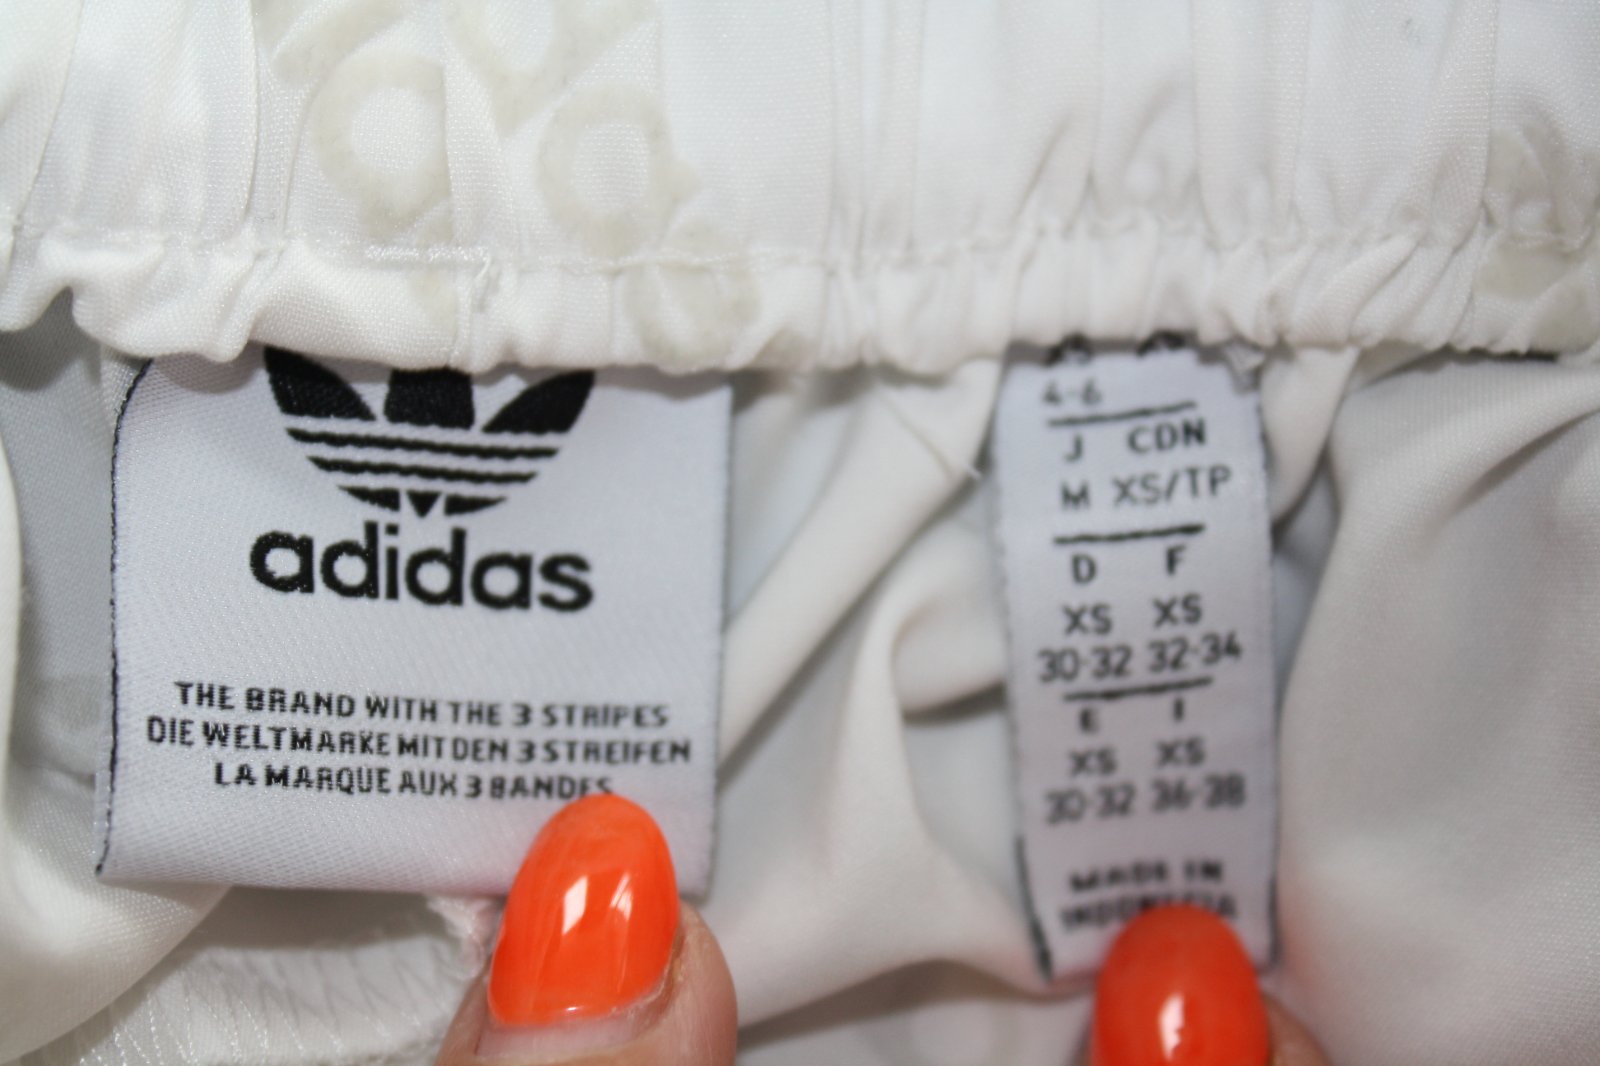 adidas
THE BRAND WITH THE 3 STRIPES
DIE WELTMARKE MIT DEN 3 STREIFEN
LA MARQUE AUX 3 BANDES
4-6
J CDN
M XS/TP
D F
XS XS
30-32 32-34
E I
XS XS
30-32 36-38
MADE IN
INDONESIA